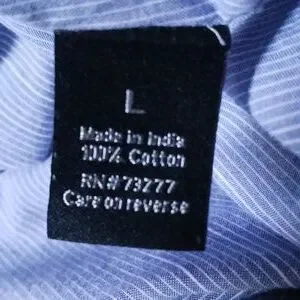 L
Made in India
100% Cotton
RN# 73277
Care on reverse